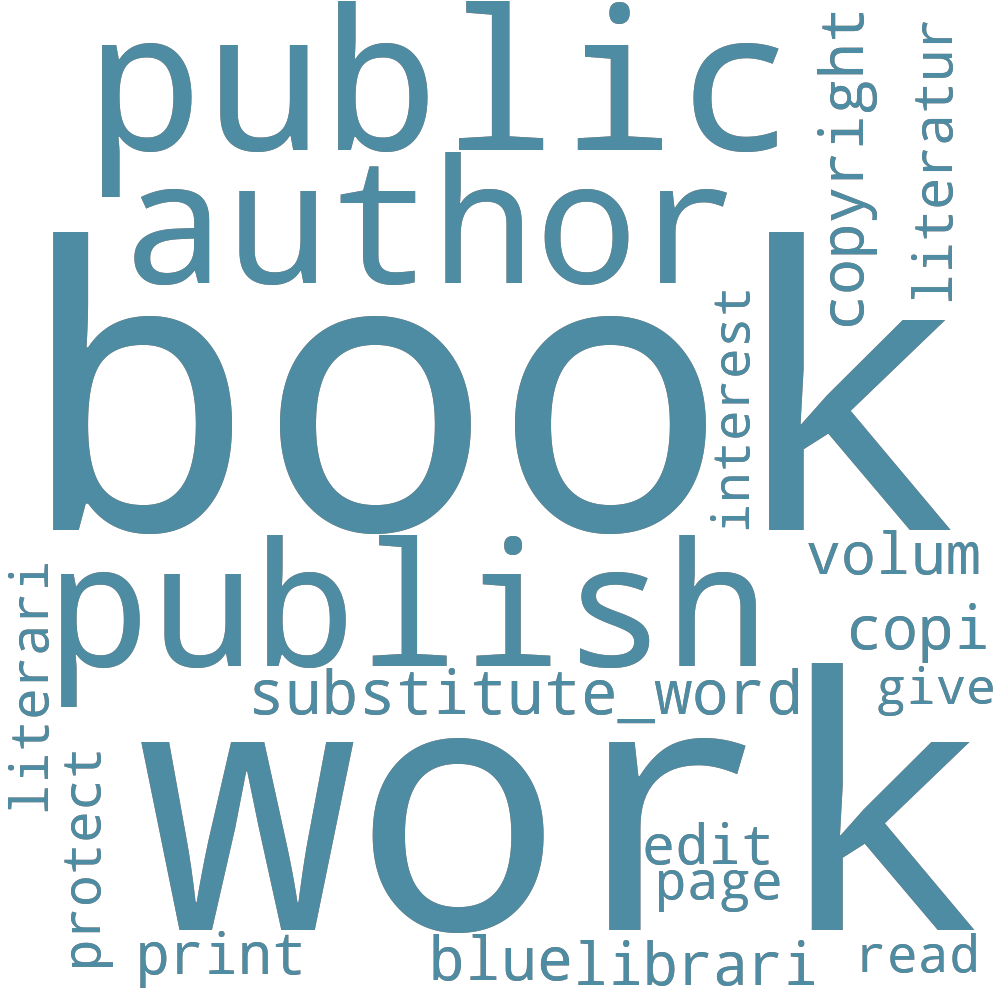 public
copyright
literatur
author
book
interest
publish
volum
literari
copi
substitute_word
give
work
protect
edit
page
print
blue
librari
read